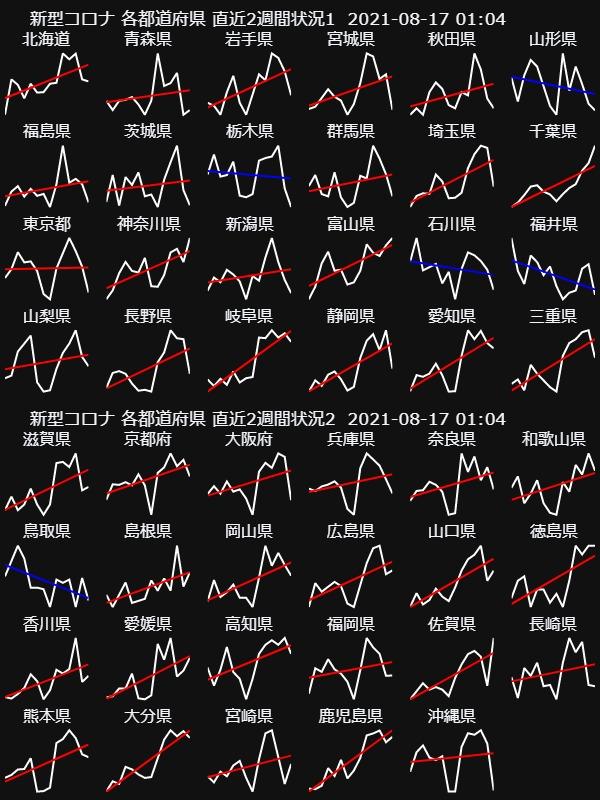 新型コロナ 各都道府県 直近2週間状況1 2021-08-17 01:04
北海道 青森県 岩手県 宮城県 秋田県 山形県
福島県 茨城県 栃木県 群馬県 埼玉県 千葉県
東京都 神奈川県 新潟県 富山県 石川県 福井県
山梨県 長野県 岐阜県 静岡県 愛知県 三重県
新型コロナ 各都道府県 直近2週間状況2 2021-08-17 01:04
滋賀県 京都府 大阪府 兵庫県 奈良県 和歌山県
鳥取県 島根県 岡山県 広島県 山口県 徳島県
香川県 愛媛県 高知県 福岡県 佐賀県 長崎県
熊本県 大分県 宮崎県 鹿児島県 沖縄県